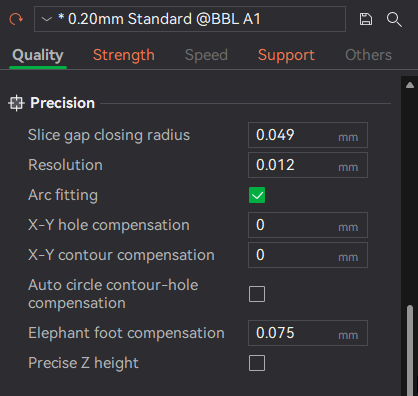 * 0.20mm Standard @BBL A1
Quality Strength Speed Support Others
Precision
Slice gap closing radius 0.049 mm
Resolution 0.012 mm
Arc fitting
X-Y hole compensation 0 mm
X-Y contour compensation 0 mm
Auto circle contour-hole
compensation
Elephant foot compensation 0.075 mm
Precise Z height